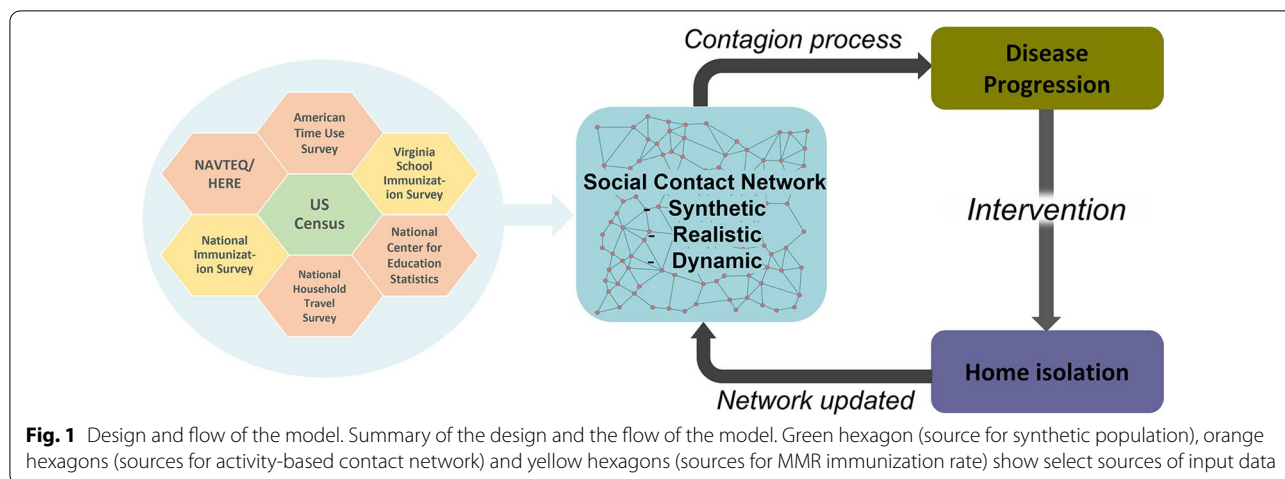 American
Time Use
Survey
NAVTEQ/
HERE
Virginia
School
Immunizat-
ion Survey
US
Census
National
Immunizat-
ion Survey
National
Center for
Education
Statistics
National
Household
Travel
Survey
Social Contact Network
- Synthetic
- Realistic
- Dynamic
Contagion process
Disease
Progression
Intervention
Home isolation
Network updated
Fig. 1 Design and flow of the model. Summary of the design and the flow of the model. Green hexagon (source for synthetic population), orange
hexagons (sources for activity-based contact network) and yellow hexagons (sources for MMR immunization rate) show select sources of input data